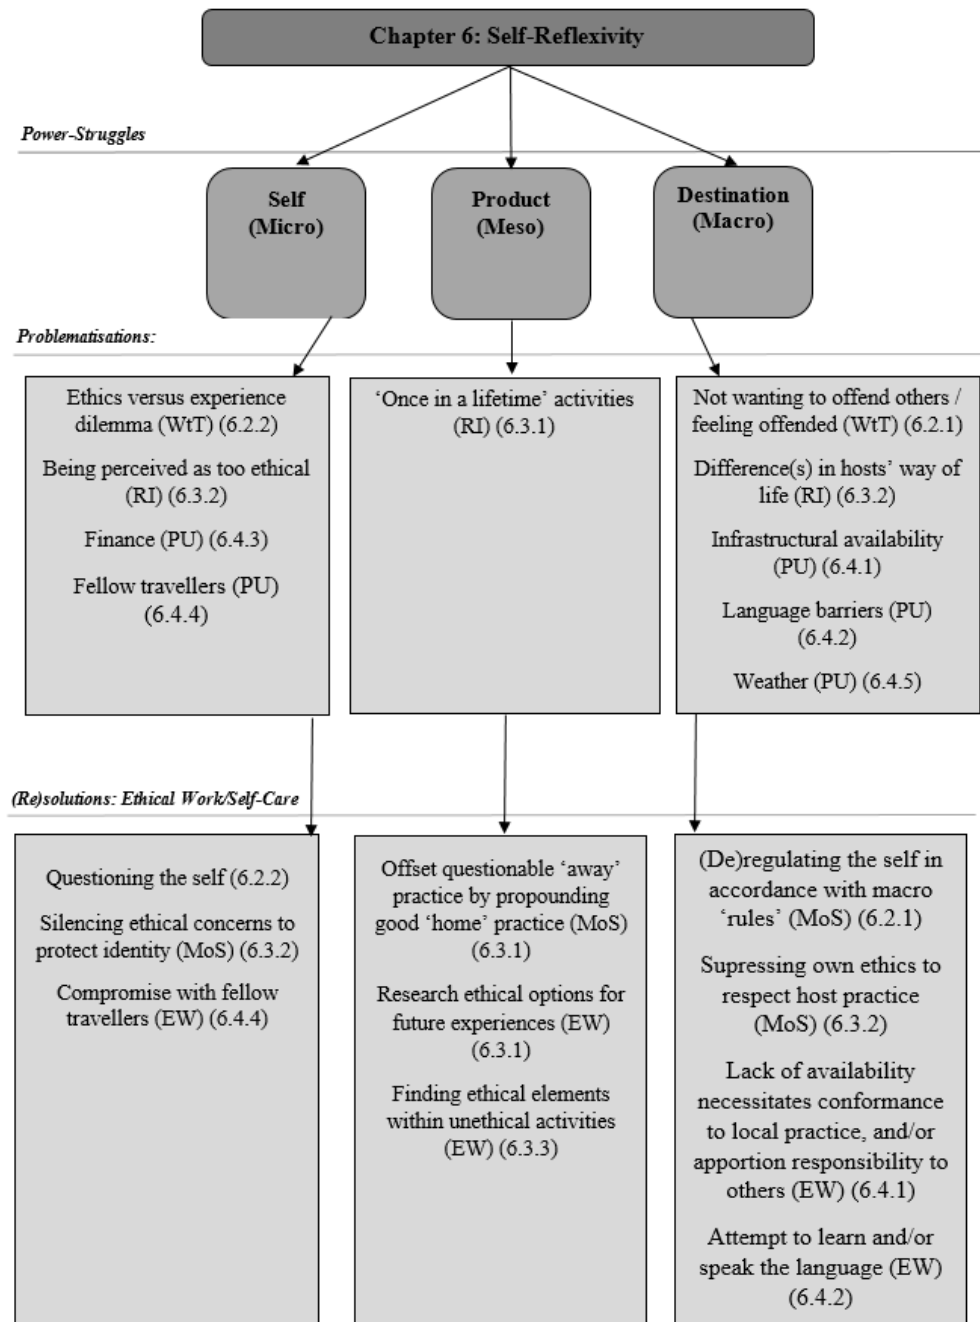 Chapter 6: Self-Reflexivity
Power-Struggles
Self
(Micro)
Product
(Meso)
Destination
(Macro)
Problematisations:
Ethics versus experience
dilemma (WtT) (6.2.2)
Being perceived as too ethical
(RI) (6.3.2)
Finance (PU) (6.4.3)
Fellow travellers (PU)
(6.4.4)
‘Once in a lifetime’ activities
(RI) (6.3.1)
Not wanting to offend others /
feeling offended (WtT) (6.2.1)
Difference(s) in hosts’ way of
life (RI) (6.3.2)
Infrastructural availability
(PU) (6.4.1)
Language barriers (PU)
(6.4.2)
Weather (PU) (6.4.5)
(Re)solutions: Ethical Work/Self-Care
Questioning the self (6.2.2)
Silencing ethical concerns to
protect identity (MoS) (6.3.2)
Compromise with fellow
travellers (EW) (6.4.4)
Offset questionable ‘away’
practice by propounding
good ‘home’ practice (MoS)
(6.3.1)
Research ethical options for
future experiences (EW)
(6.3.1)
Finding ethical elements
within unethical activities
(EW) (6.3.3)
(De)regulating the self in
accordance with macro
‘rules’ (MoS) (6.2.1)
Supressing own ethics to
respect host practice
(MoS) (6.3.2)
Lack of availability
necessitates conformance
to local practice, and/or
apportion responsibility to
others (EW) (6.4.1)
Attempt to learn and/or
speak the language (EW)
(6.4.2)